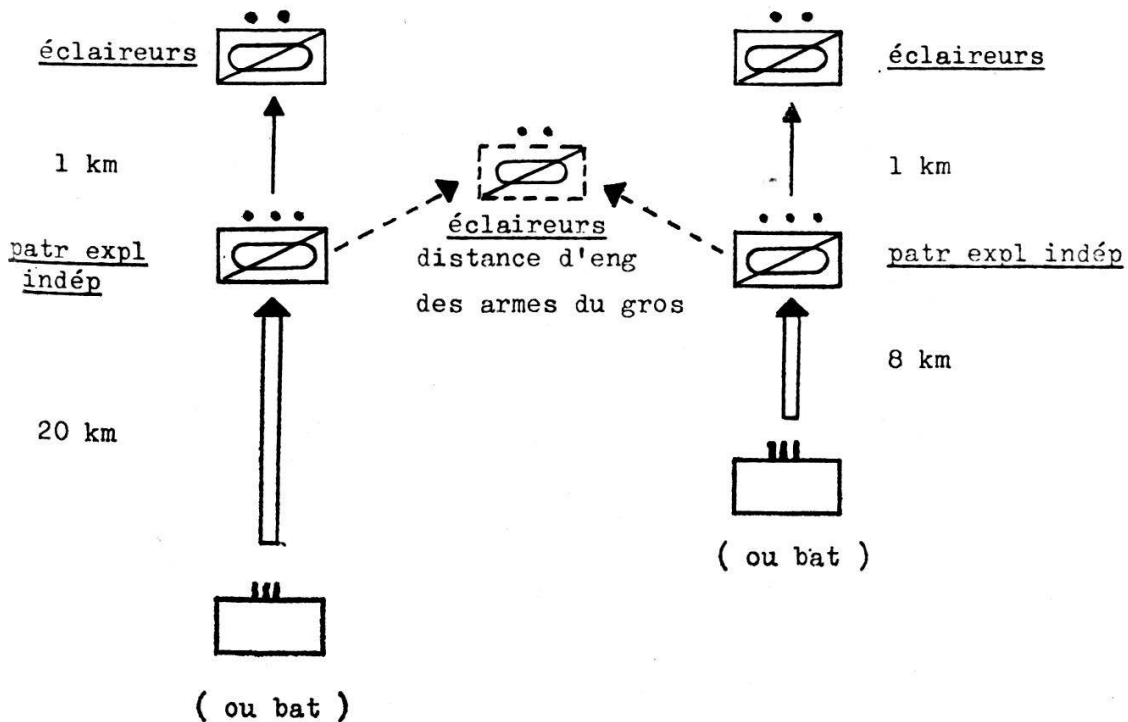 éclaireurs
éclaireurs
1 km
1 km
éclaireurs
distance d'eng
des armes du gros
patr expl
indép
patr expl indép
8 km
20 km
( ou bat )
( ou bat )